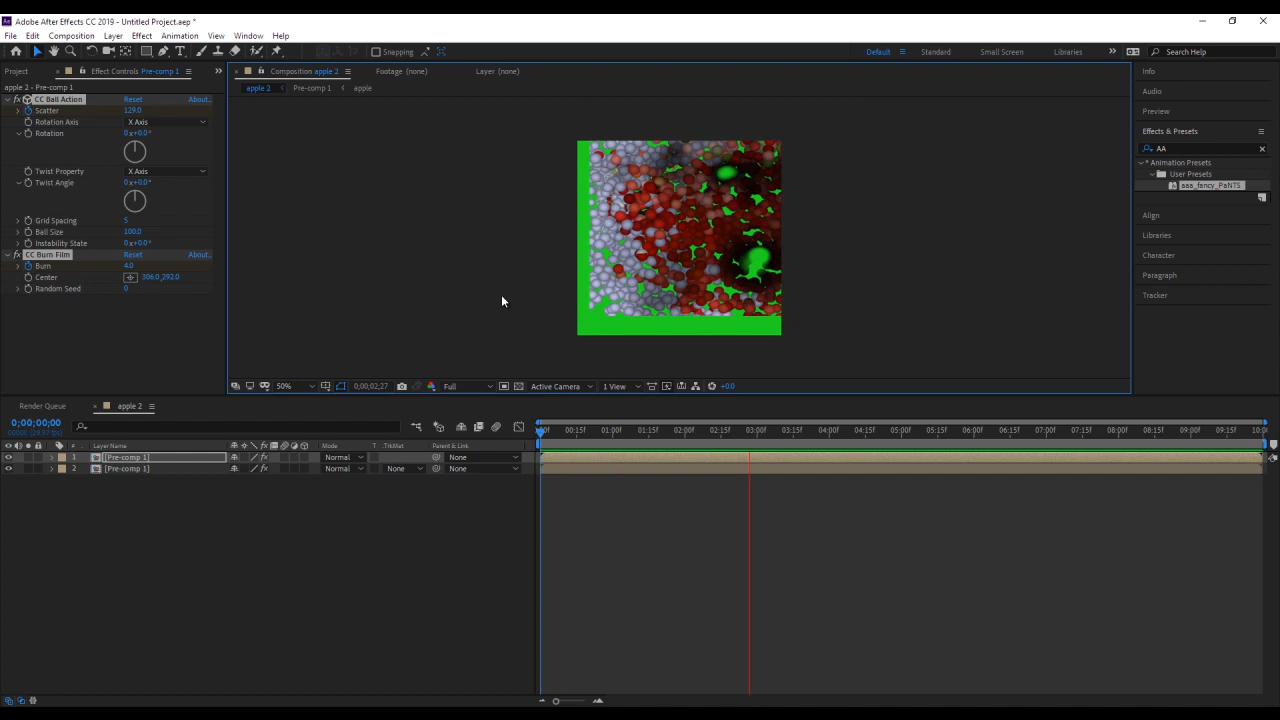 Adobe After Effects CC 2019 - Untitled Project.aep *
File Edit Composition Layer Effect Animation View Window Help
Snapping Default Standard Small Screen Libraries Search Help
Project Effect Controls Pre-comp 1 Composition apple 2 Footage (none) Layer (none) Info
apple 2 - Pre-comp 1 apple 2 Pre-comp 1 apple
Audio
CC Ball Action Reset About...
Scatter 129.0 Preview
Rotation Axis X Axis
Rotation 0x+0.0° Effects & Presets
AA
Animation Presets
Twist Property X Axis User Presets
Twist Angle 0x+0.0° aaa_fancy_PaNTS
Align
Grid Spacing 5
Ball Size 100.0 Libraries
Instability State 0x+0.0°
CC Burn Film Reset About... Character
Burn 4.0
Center 306.0,292.0 Paragraph
Random Seed 0
Tracker
50% 0;00;02;27 Full Active Camera 1 View +0.0
Render Queue apple 2
0;00;00;00
00:15f 01:00f 01:15f 02:00f 02:15f 03:00f 03:15f 04:00f 04:15f 05:00f 05:15f 06:00f 06:15f 07:00f 07:15f 08:00f 08:15f 09:00f 09:15f 10:0
# Layer Name Mode T .TrkMat Parent & Link
1 [Pre-comp 1] Normal None
2 [Pre-comp 1] Normal None None